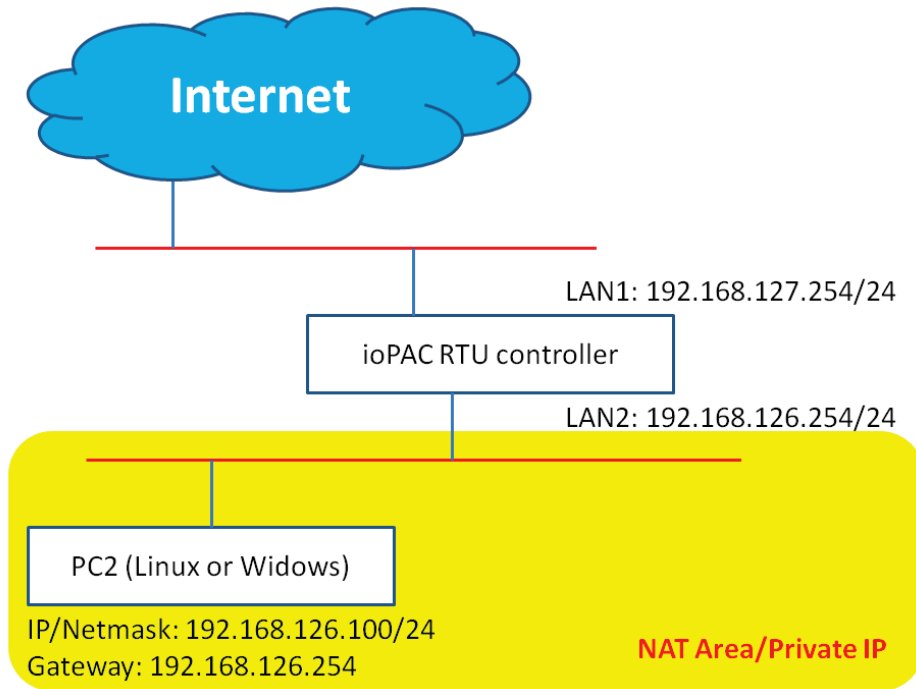 Internet
LAN1: 192.168.127.254/24
ioPAC RTU controller
LAN2: 192.168.126.254/24
PC2 (Linux or Widows)
IP/Netmask: 192.168.126.100/24
Gateway: 192.168.126.254
NAT Area/Private IP